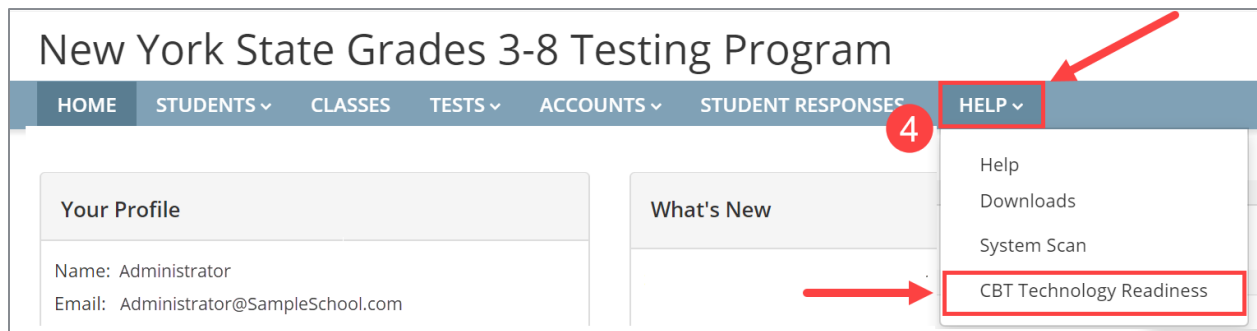 New York State Grades 3-8 Testing Program
HOME STUDENTS CLASSES TESTS ACCOUNTS STUDENT RESPONSES HELP
4
Help
Downloads
System Scan
CBT Technology Readiness
Your Profile
Name: Administrator
Email: Administrator@SampleSchool.com
What's New